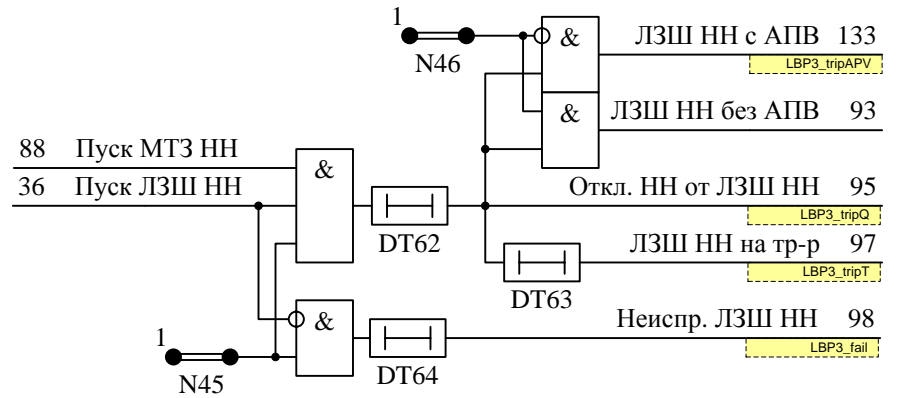 1
N46
&
ЛЗШ НН с АПВ 133
LBP3_tripAPV
&
ЛЗШ НН без АПВ 93
88 Пуск МТЗ НН
36 Пуск ЛЗШ НН
&
DT62
Откл. НН от ЛЗШ НН 95
LBP3_tripQ
DT63
ЛЗШ НН на тр-р 97
LBP3_tripT
1
N45
&
DT64
Неиспр. ЛЗШ НН 98
LBP3_fail